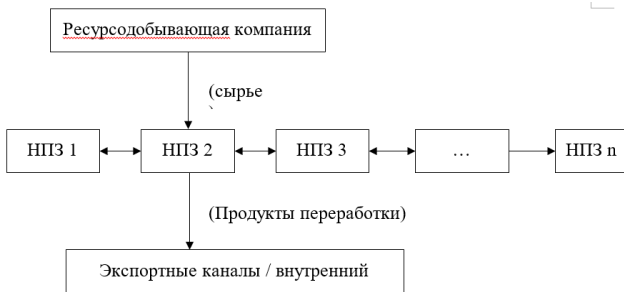 Ресурсодобывающая компания
(сырье
НПЗ 1 НПЗ 2 НПЗ 3 ... НПЗ n
(Продукты переработки)
Экспортные каналы / внутренний